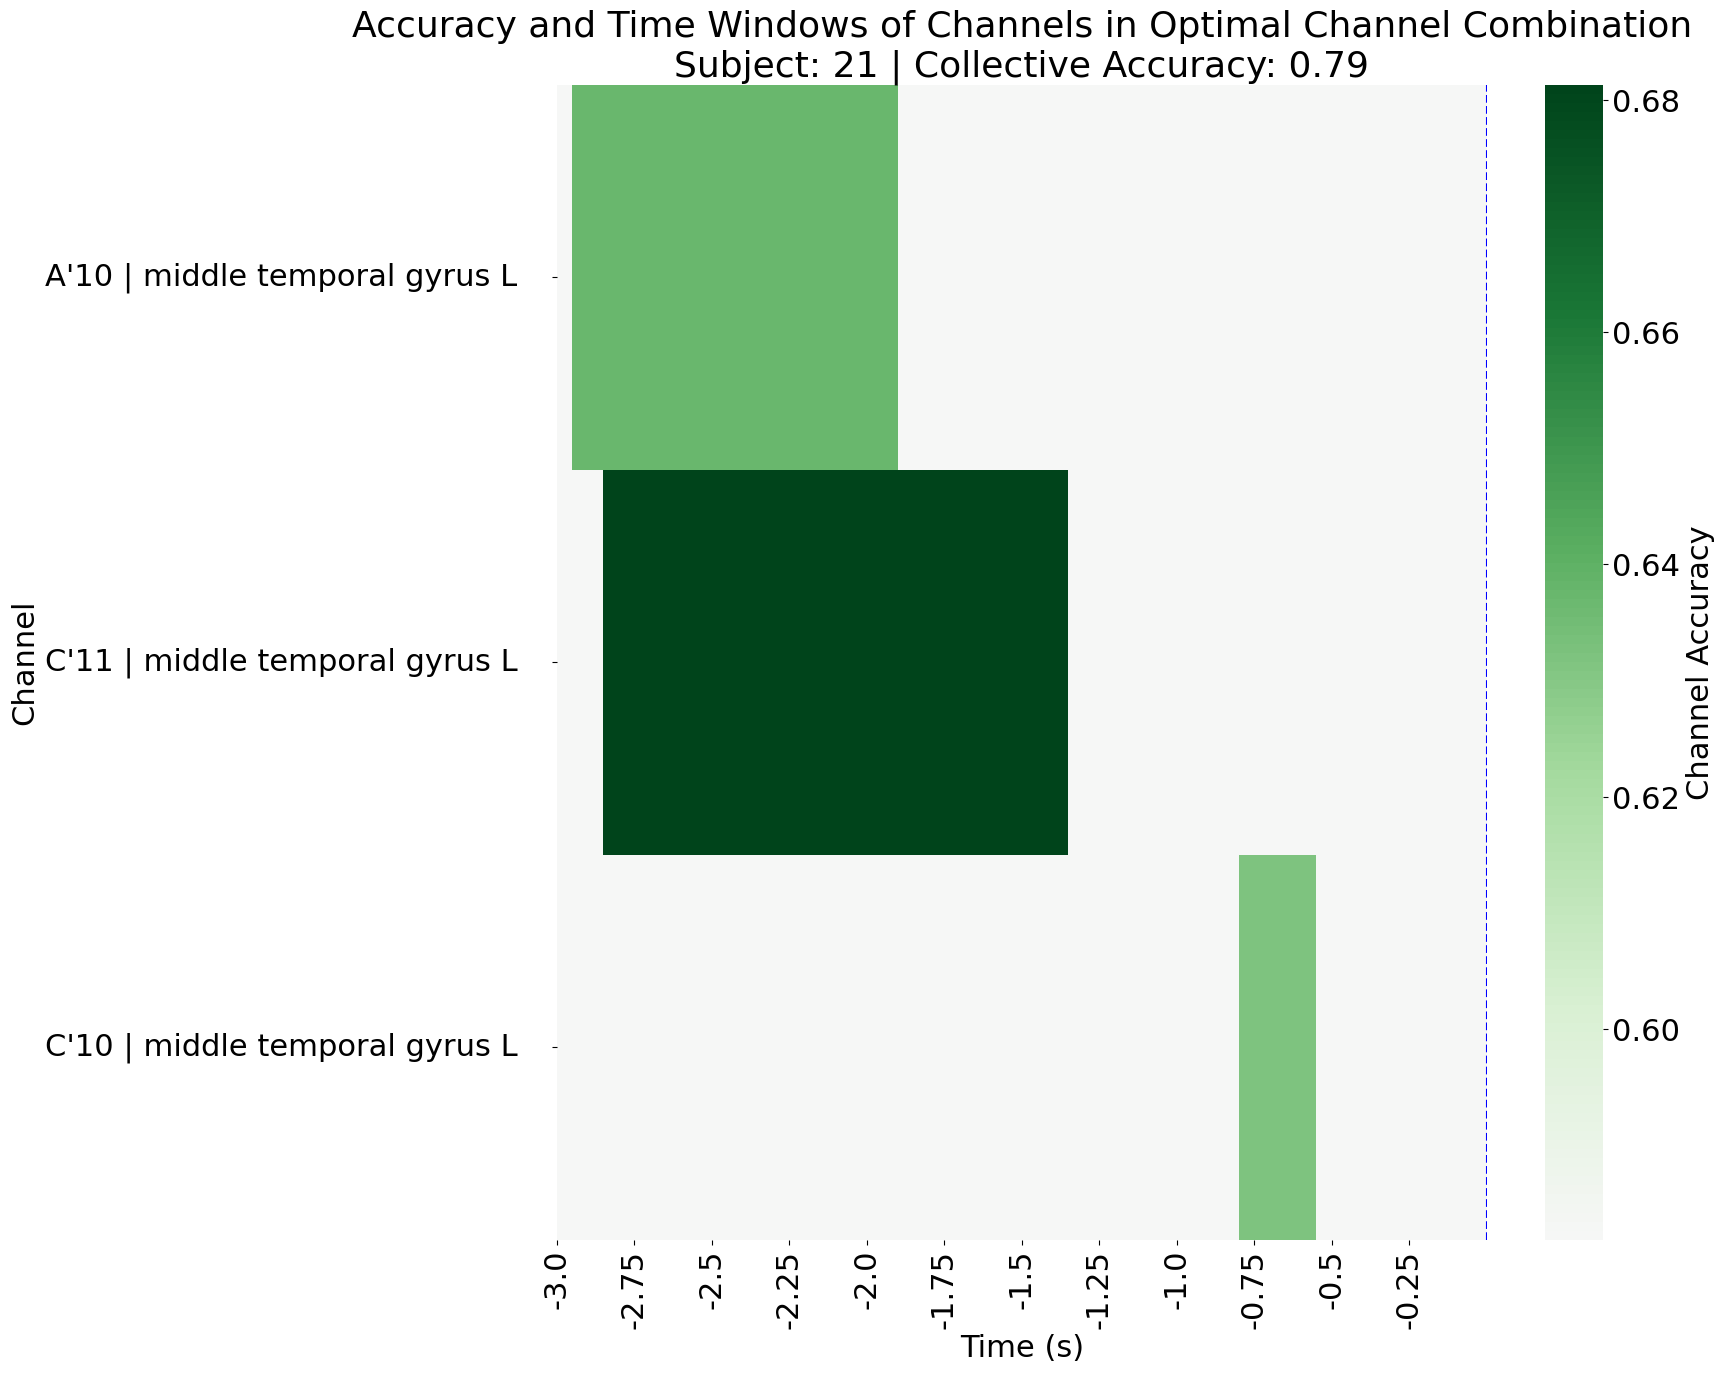 Accuracy and Time Windows of Channels in Optimal Channel Combination
Subject: 21 | Collective Accuracy: 0.79
Channel
A'10 | middle temporal gyrus L
C'11 | middle temporal gyrus L
C'10 | middle temporal gyrus L
-3.0
-2.75
-2.5
-2.25
-2.0
-1.75
-1.5
-1.25
-1.0
-0.75
-0.5
-0.25
Time (s)
0.68
0.66
0.64
0.62
0.60
Channel Accuracy